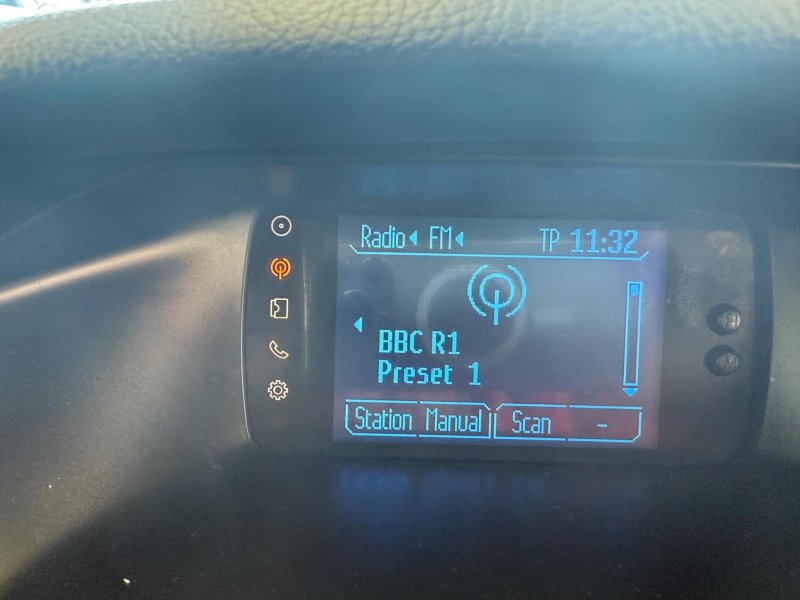 Radio FM TP 11:32
BBC R1
Preset 1
Station Manual Scan -
H
M